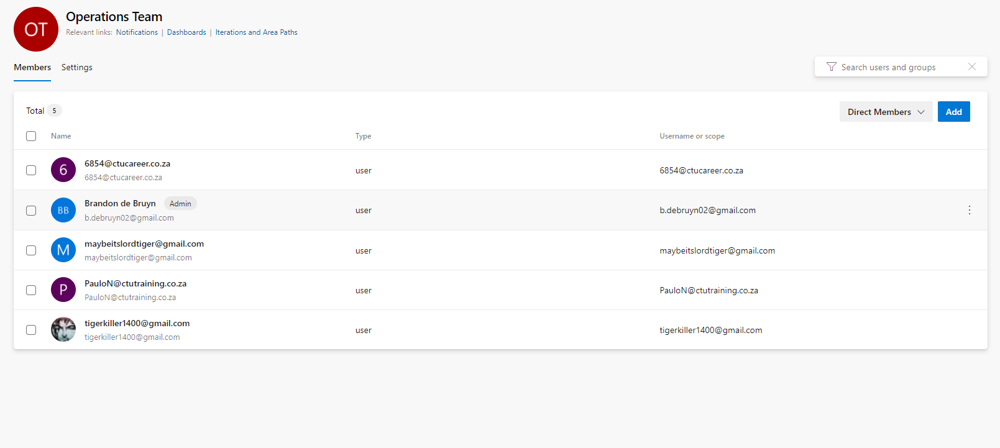 OT
Operations Team
Relevant links: Notifications | Dashboards | Iterations and Area Paths
Members Settings
Search users and groups
Total 5
Direct Members Add
Name Type Username or scope
6
6854@ctucareer.co.za
6854@ctucareer.co.za
user
6854@ctucareer.co.za
BB
Brandon de Bruyn Admin
b.debruyn02@gmail.com
user
b.debruyn02@gmail.com
M
maybeitslordtiger@gmail.com
maybeitslordtiger@gmail.com
user
maybeitslordtiger@gmail.com
P
PauloN@ctutraining.co.za
PauloN@ctutraining.co.za
user
PauloN@ctutraining.co.za
tigerkiller1400@gmail.com
tigerkiller1400@gmail.com
user
tigerkiller1400@gmail.com